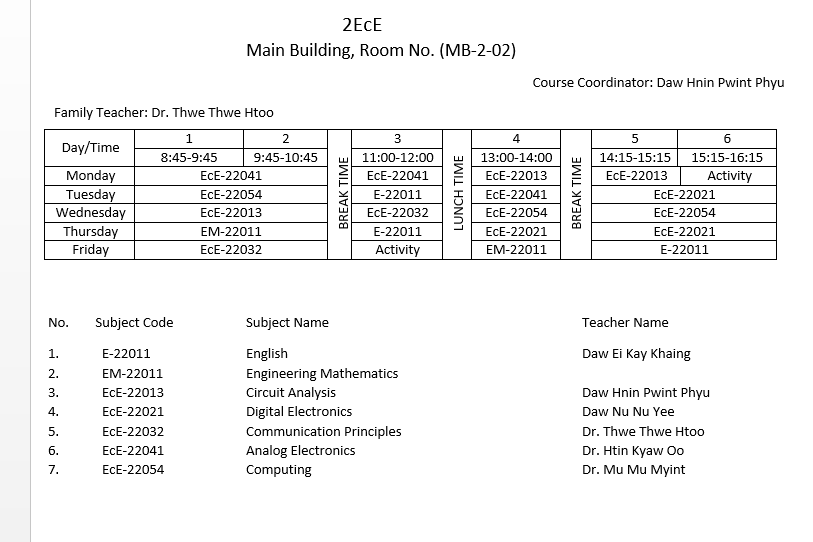 2EcE
Main Building, Room No. (MB-2-02)
Course Coordinator: Daw Hnin Pwint Phyu
Family Teacher: Dr. Thwe Thwe Htoo
Day/Time 1 2 BREAK TIME 3 LUNCH TIME 4 BREAK TIME 5 6
8:45-9:45 9:45-10:45 11:00-12:00 13:00-14:00 14:15-15:15 15:15-16:15
Monday EcE-22041 EcE-22041 EcE-22013 EcE-22013 Activity
Tuesday EcE-22054 E-22011 EcE-22041 EcE-22021
Wednesday EcE-22013 EcE-22032 EcE-22054 EcE-22054
Thursday EM-22011 E-22011 EcE-22021 EcE-22021
Friday EcE-22032 Activity EM-22011 E-22011
No. Subject Code Subject Name Teacher Name
1. E-22011 English Daw Ei Kay Khaing
2. EM-22011 Engineering Mathematics
3. EcE-22013 Circuit Analysis Daw Hnin Pwint Phyu
4. EcE-22021 Digital Electronics Daw Nu Nu Yee
5. EcE-22032 Communication Principles Dr. Thwe Thwe Htoo
6. EcE-22041 Analog Electronics Dr. Htin Kyaw Oo
7. EcE-22054 Computing Dr. Mu Mu Myint